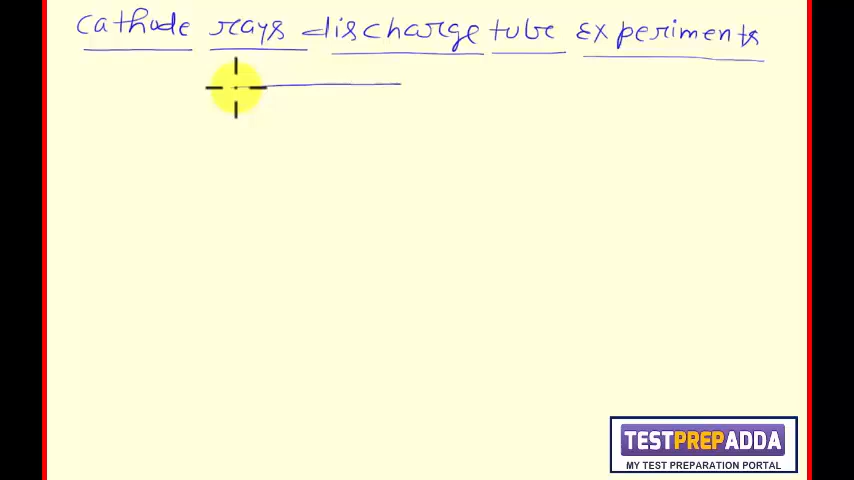 cathode rays discharge tube experiments
TESTPREPADDA
MY TEST PREPARATION PORTAL